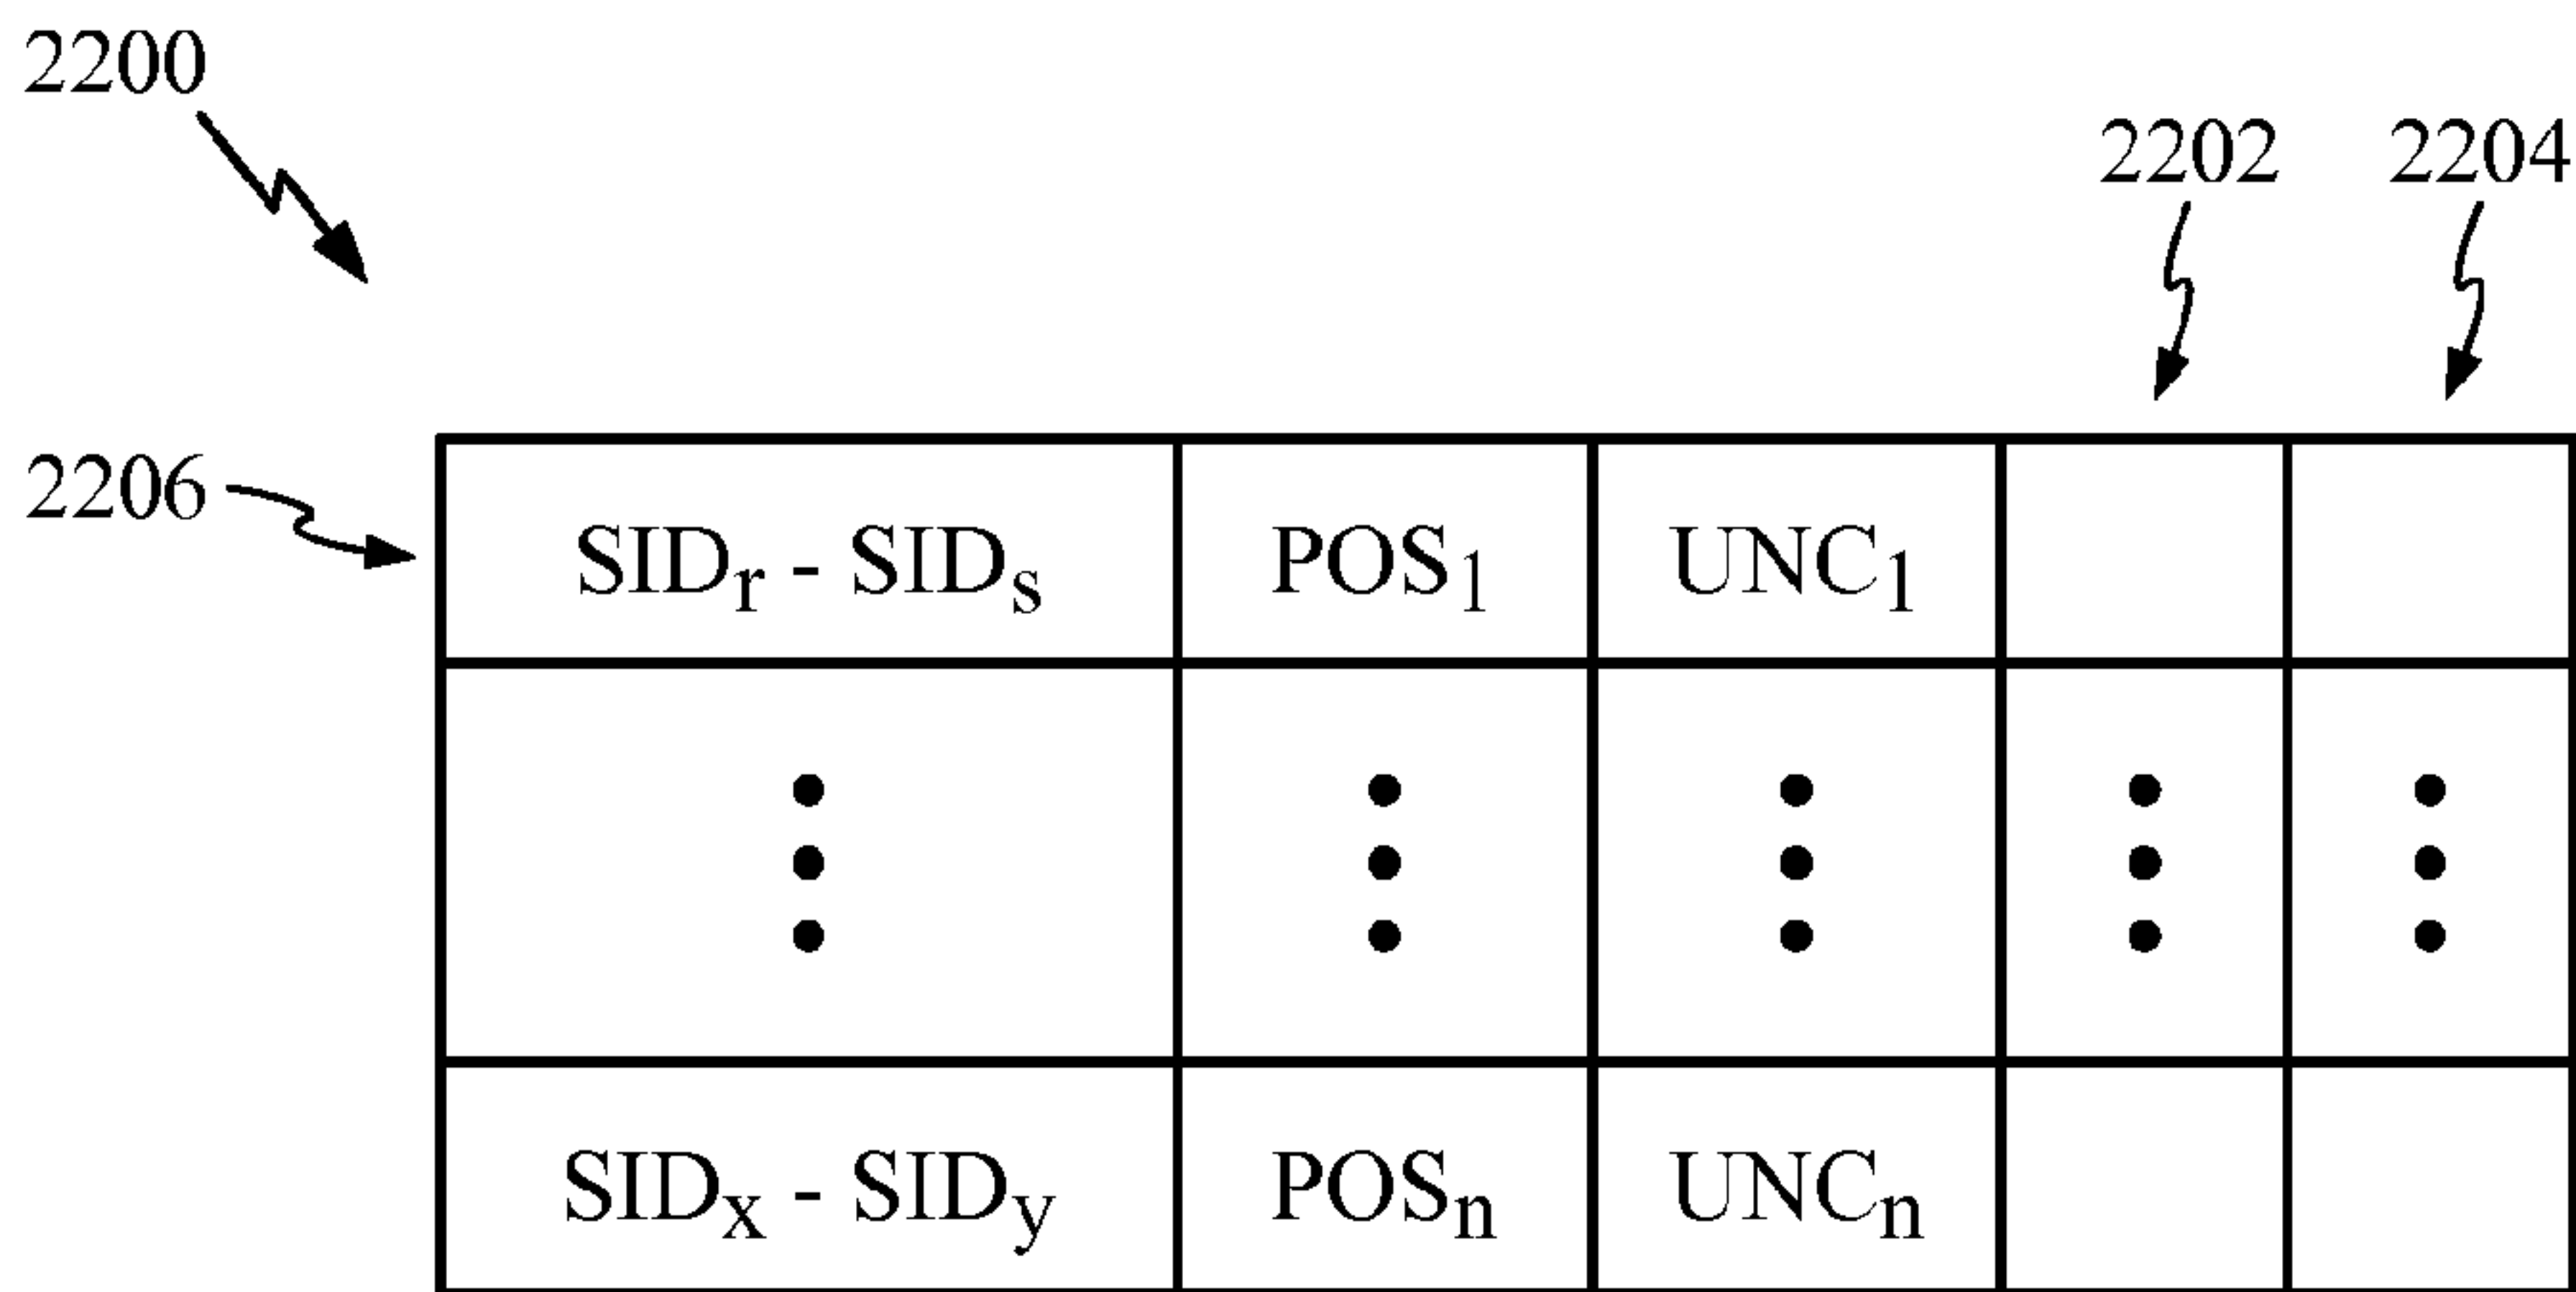 2200
2202 2204
2206
SIDr - SIDs POS1 UNC1
SIDx - SIDy POSn UNCn